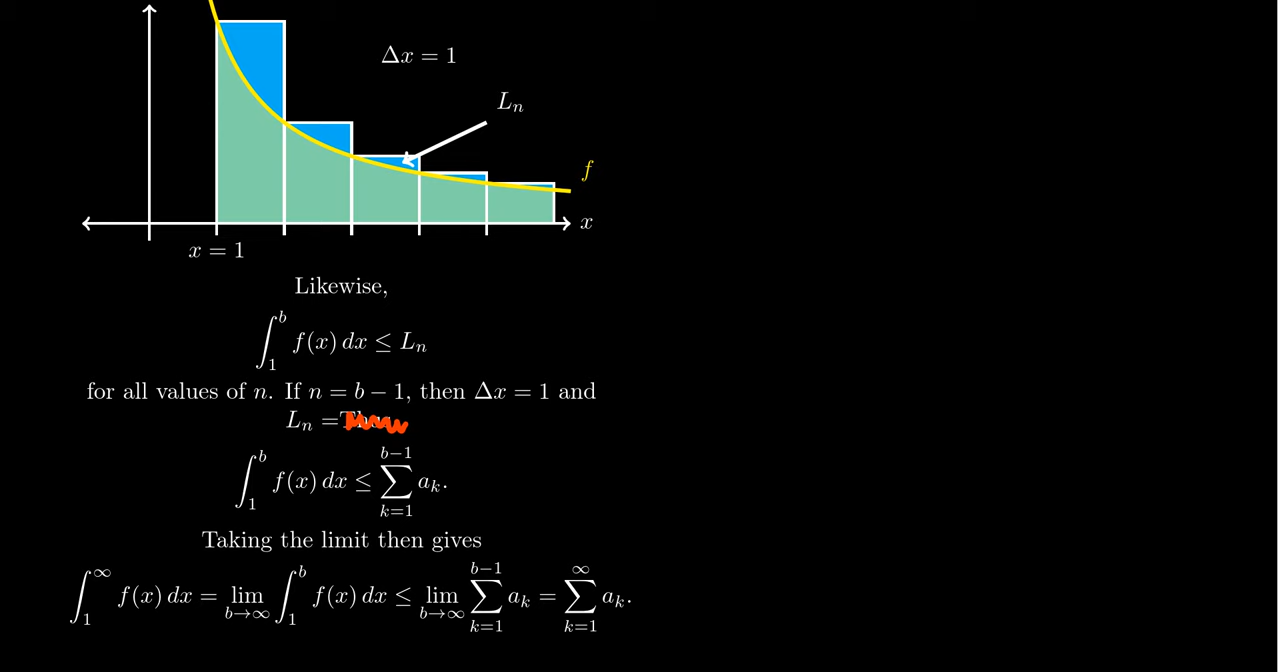 Δx = 1
L_n
f
x
x = 1
Likewise,
∫_1^b f(x) dx ≤ L_n
for all values of n. If n = b − 1, then Δx = 1 and
L_n =
∫_1^b f(x) dx ≤ ∑_{k=1}^{b−1} a_k.
Taking the limit then gives
∫_1^∞ f(x) dx = lim_{b→∞} ∫_1^b f(x) dx ≤ lim_{b→∞} ∑_{k=1}^{b−1} a_k = ∑_{k=1}^∞ a_k.